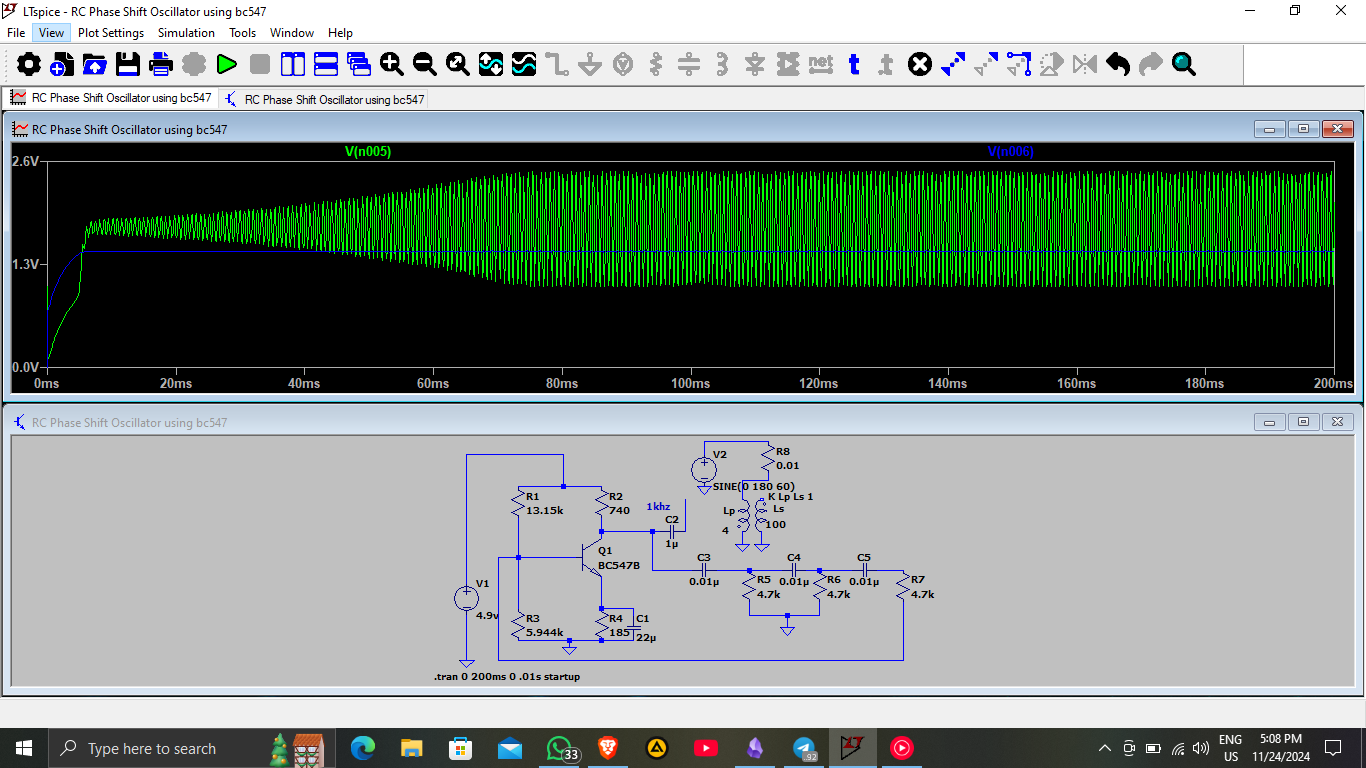 LTspice - RC Phase Shift Oscillator using bc547
File View Plot Settings Simulation Tools Window Help
net t t
RC Phase Shift Oscillator using bc547 RC Phase Shift Oscillator using bc547
RC Phase Shift Oscillator using bc547
V(n005) V(n006)
2.6V
1.3V
0.0V
0ms 20ms 40ms 60ms 80ms 100ms 120ms 140ms 160ms 180ms 200ms
RC Phase Shift Oscillator using bc547
V2
R8
0.01
SINE(0 180 60)
K Lp Ls 1
Lp Ls
4 100
R1
13.15k
R2
740
1khz
C2
1µ
Q1
BC547B
C3 C4 C5
0.01µ 0.01µ 0.01µ
R5 R6 R7
4.7k 4.7k 4.7k
V1
4.9v
R3
5.944k
R4
185
C1
22µ
.tran 0 200ms 0 .01s startup
Type here to search
33
92
ENG
US
5:08 PM
11/24/2024